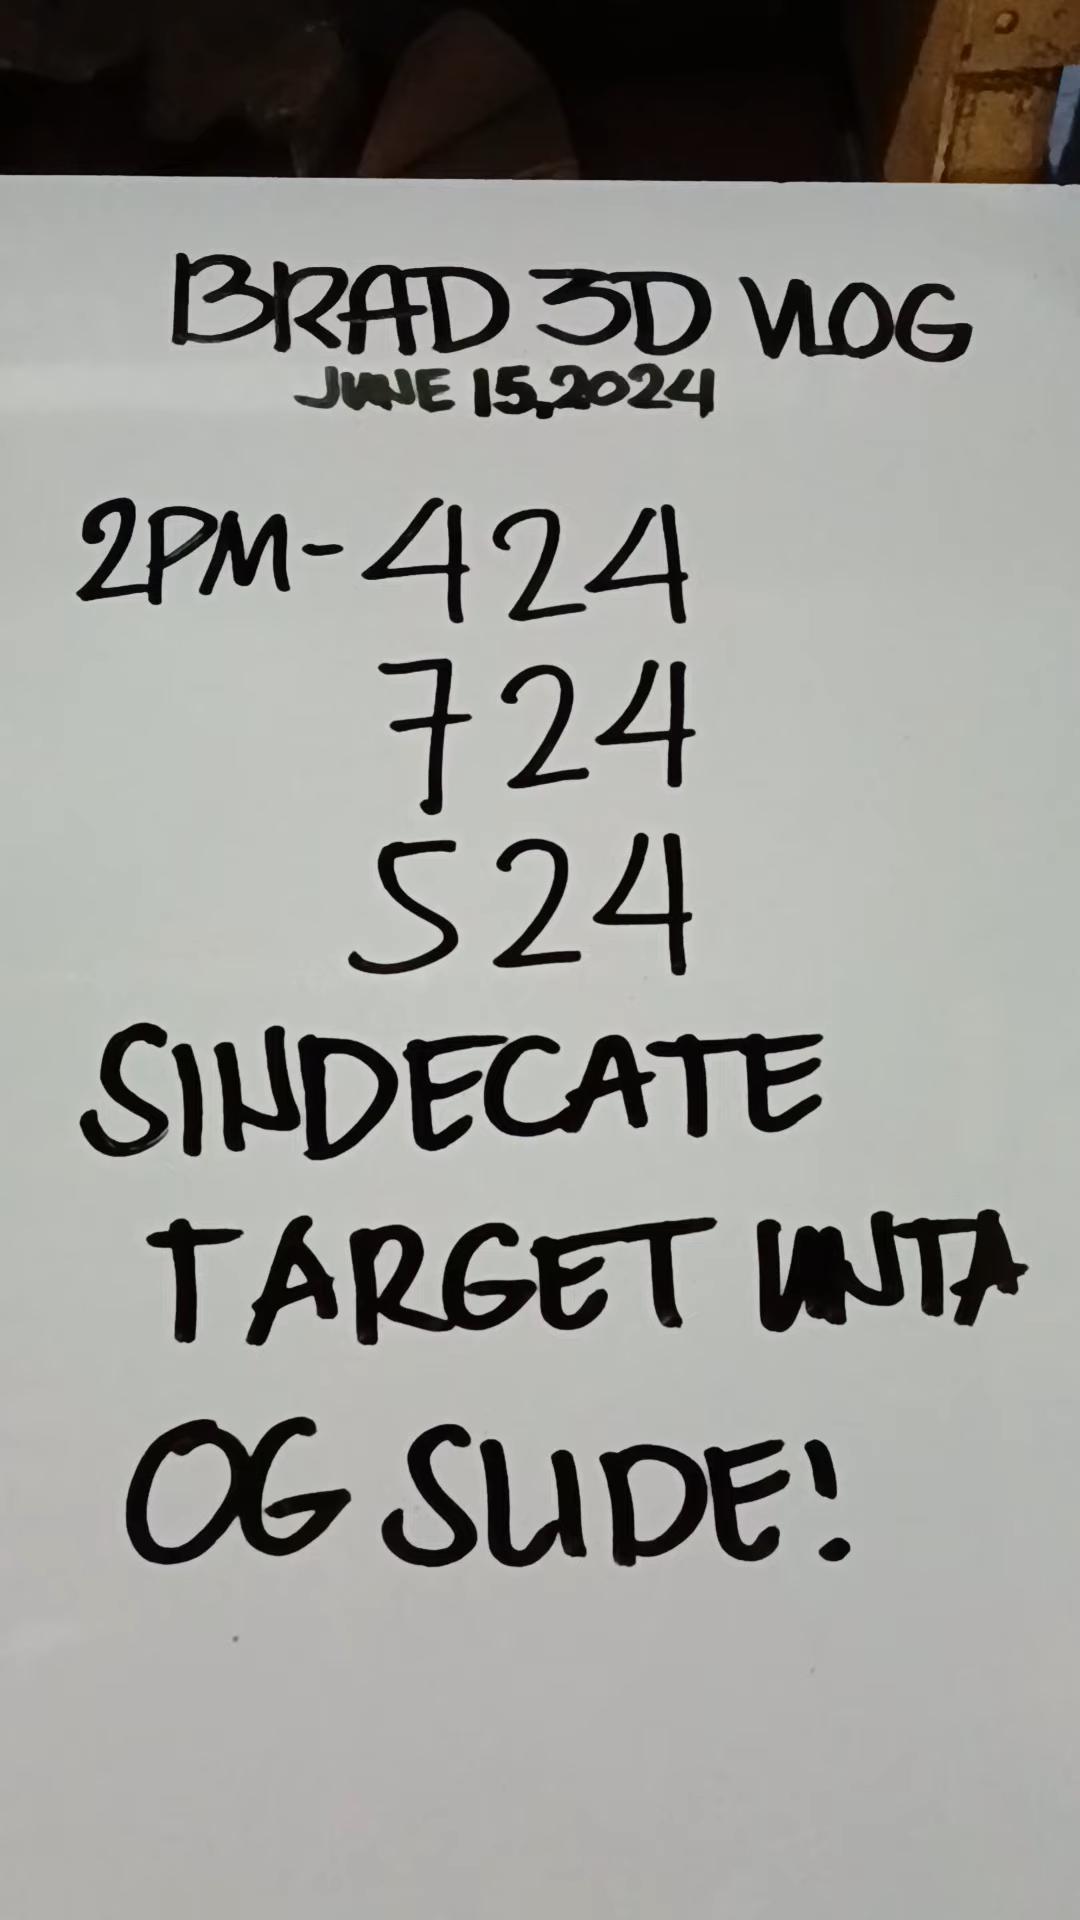 BRAD 3D VLOG
JUNE 15,2024
2PM-424
724
524
SINDECATE
TARGET UNTA
OG SLIDE!